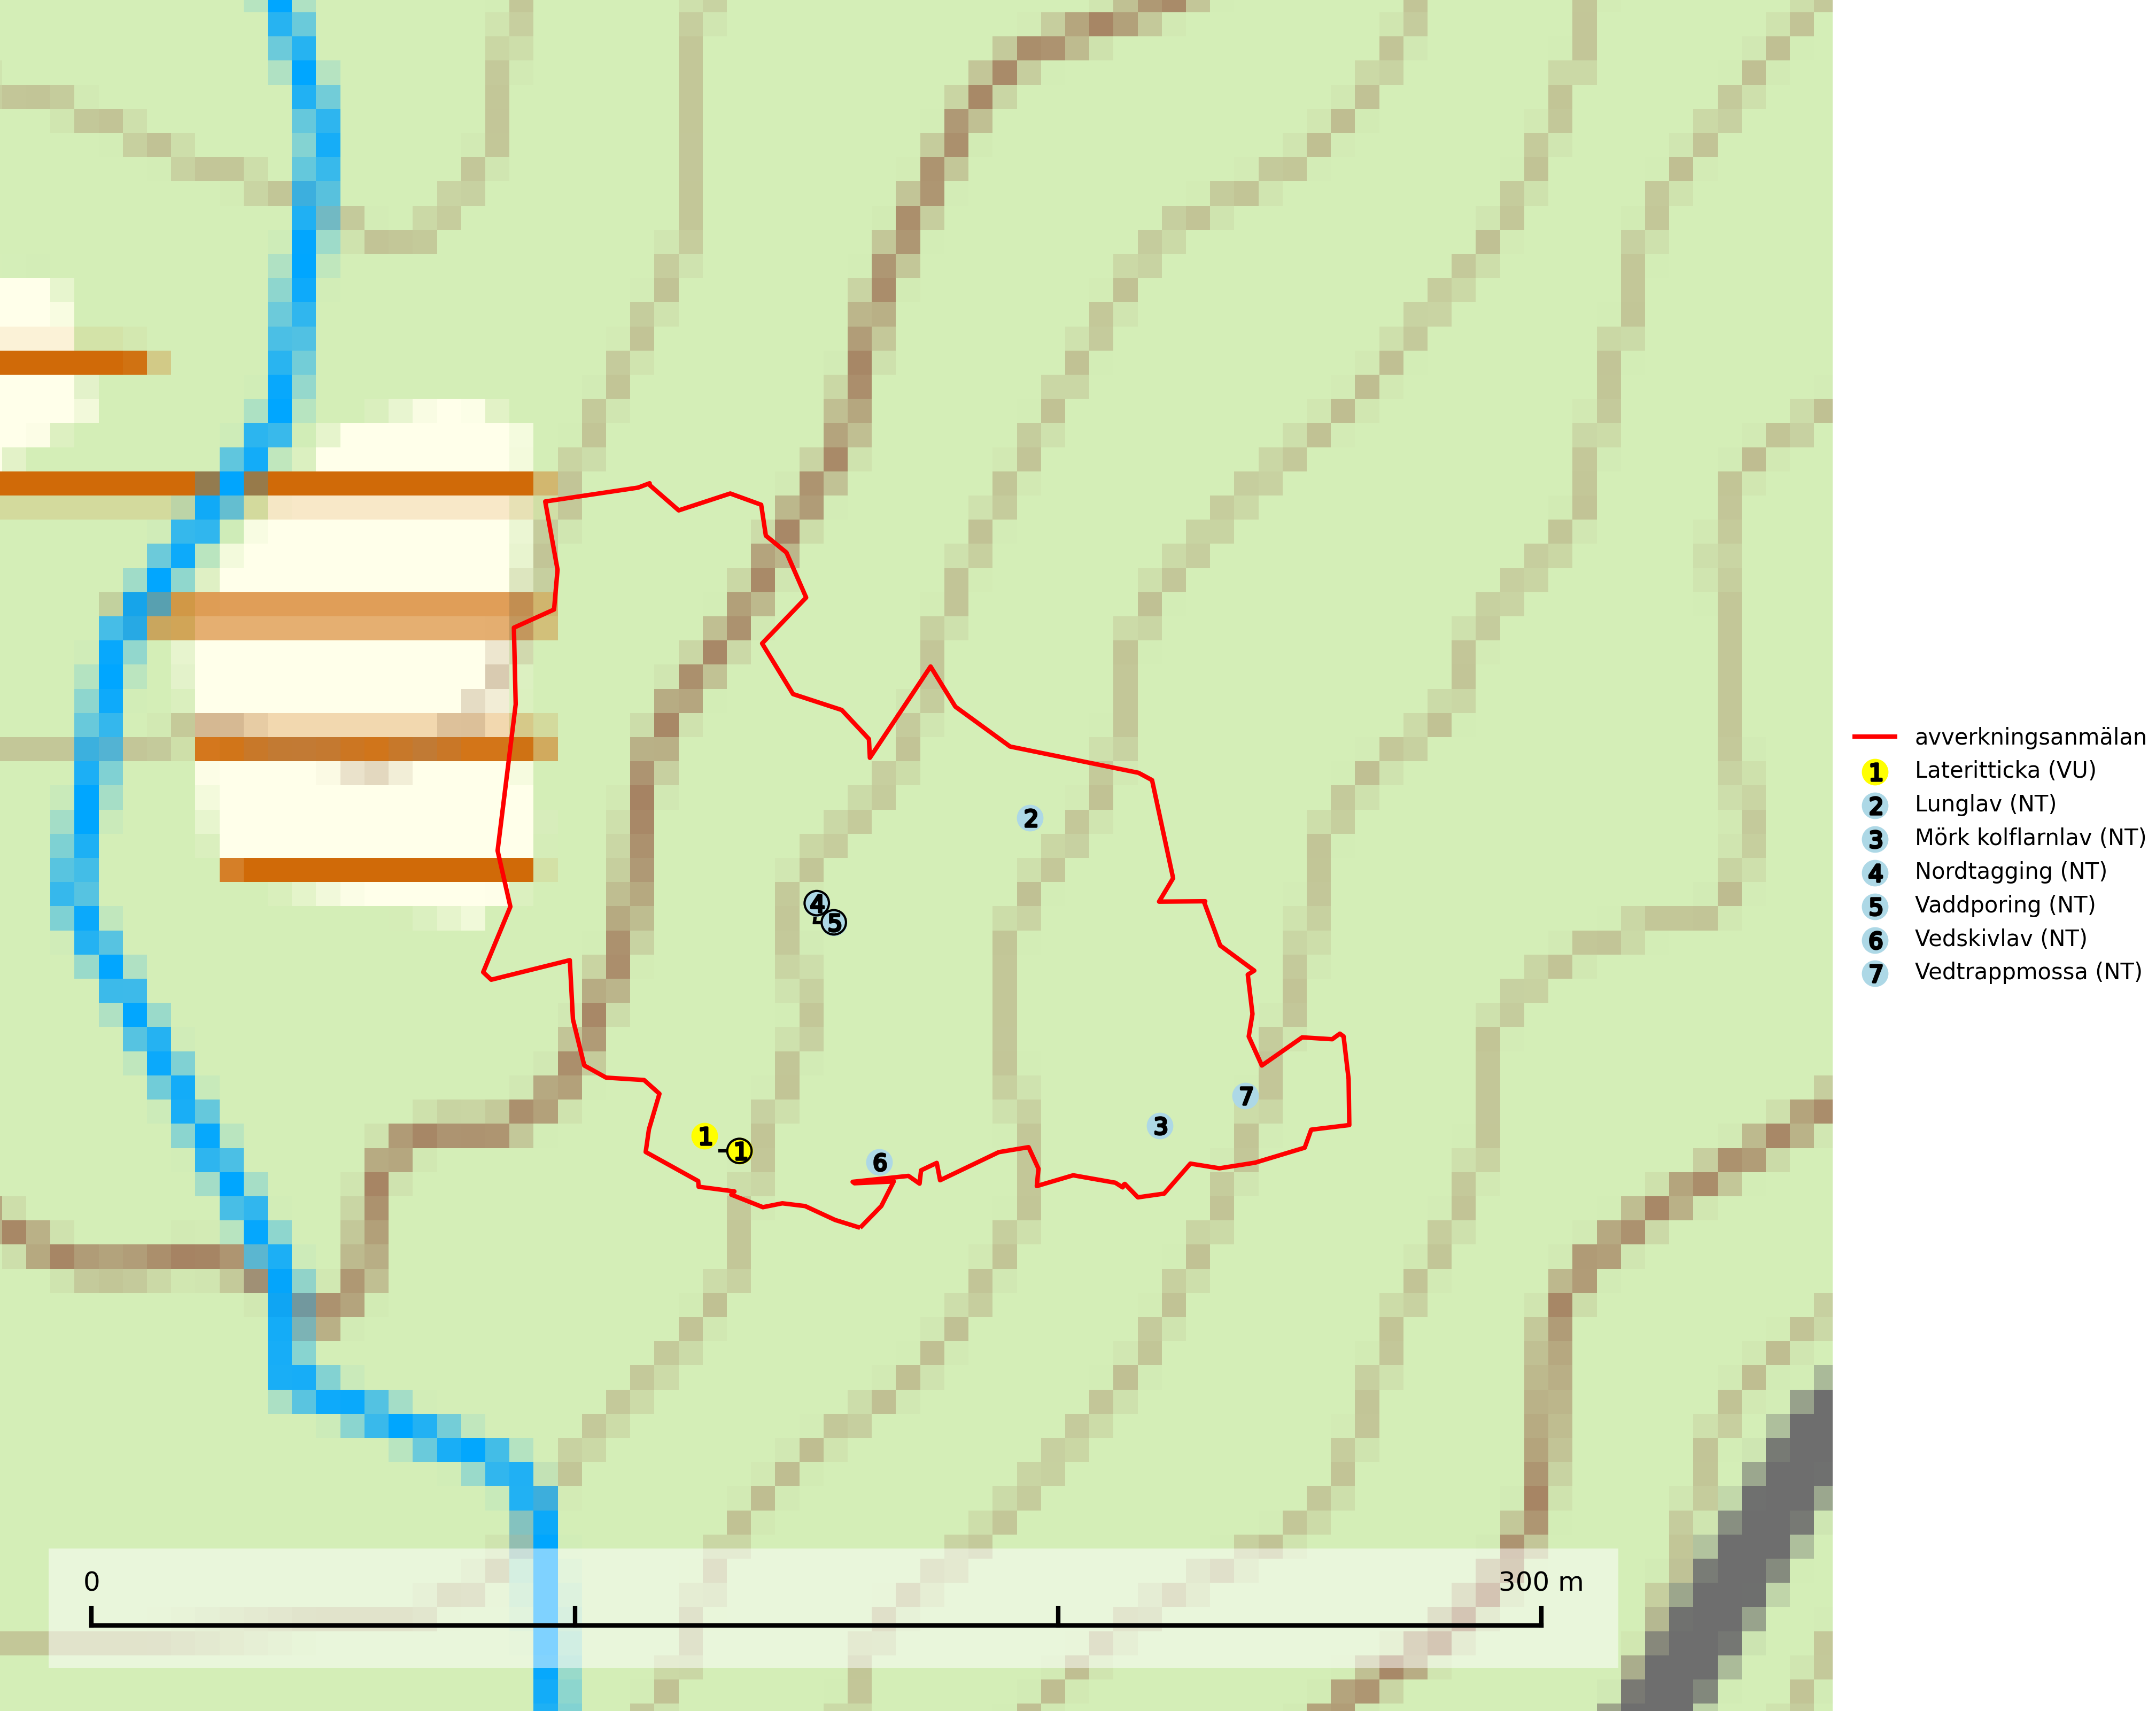 avverkningsanmälan
1 Lateritticka (VU)
2 Lunglav (NT)
3 Mörk kolflarnlav (NT)
4 Nordtagging (NT)
5 Vaddporing (NT)
6 Vedskivlav (NT)
7 Vedtrappmossa (NT)
2
4
5
7
3
1
1
6
0 300 m